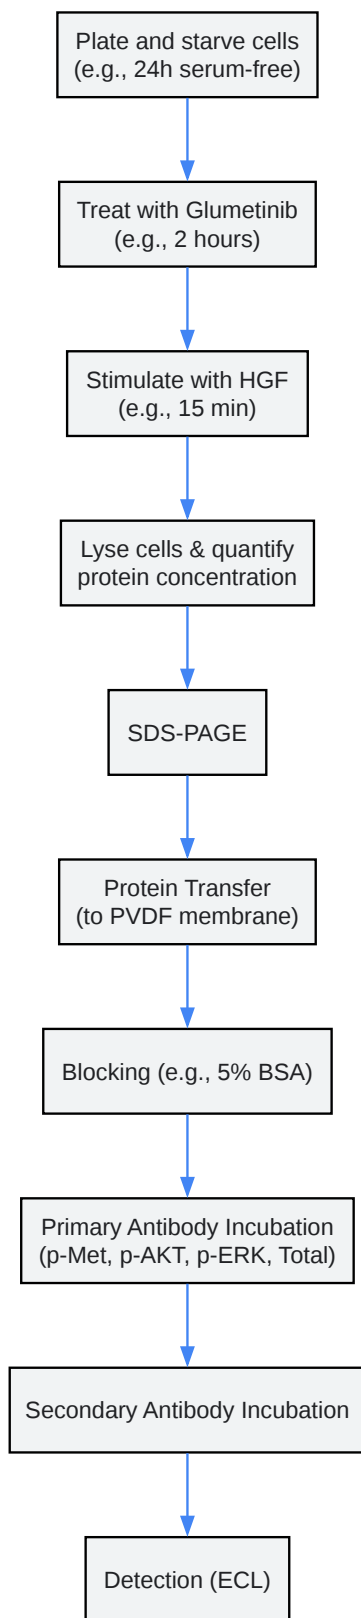 Plate and starve cells
(e.g., 24h serum-free)
Treat with Glumetinib
(e.g., 2 hours)
Stimulate with HGF
(e.g., 15 min)
Lyse cells & quantify
protein concentration
SDS-PAGE
Protein Transfer
(to PVDF membrane)
Blocking (e.g., 5% BSA)
Primary Antibody Incubation
(p-Met, p-AKT, p-ERK, Total)
Secondary Antibody Incubation
Detection (ECL)